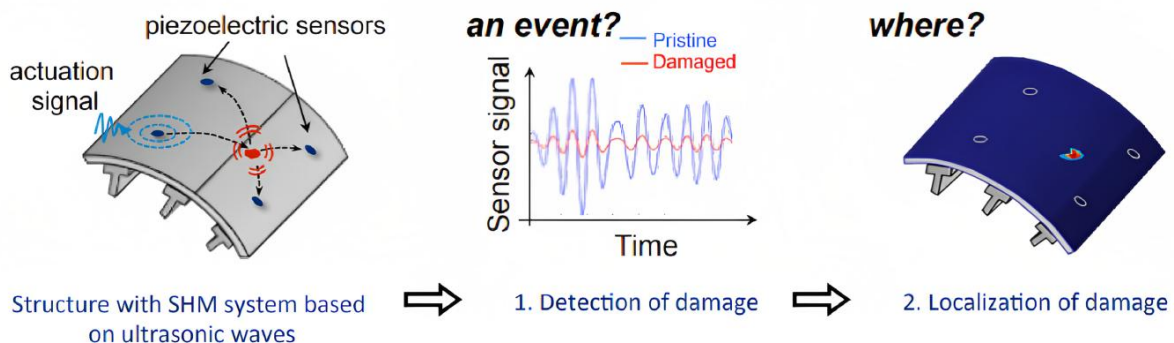 piezoelectric sensors
actuation
signal
Structure with SHM system based
on ultrasonic waves
an event?
Pristine
Damaged
Sensor signal
Time
1. Detection of damage
where?
2. Localization of damage